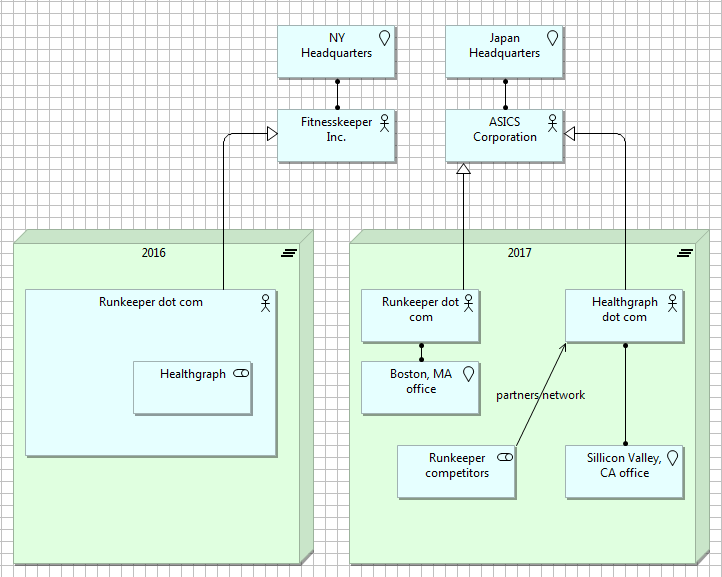 NY
Headquarters
Japan
Headquarters
Fitnesskeeper
Inc.
ASICS
Corporation
2016
2017
Runkeeper dot com
Healthgraph
Runkeeper dot
com
Healthgraph
dot com
Boston, MA
office
partners network
Runkeeper
competitors
Sillicon Valley,
CA office